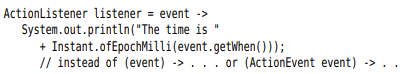 ActionListener listener = event ->
System.out.println("The time is "
+ Instant.ofEpochMilli(event.getWhen()));
// instead of (event) -> . . . or (ActionEvent event) -> . .